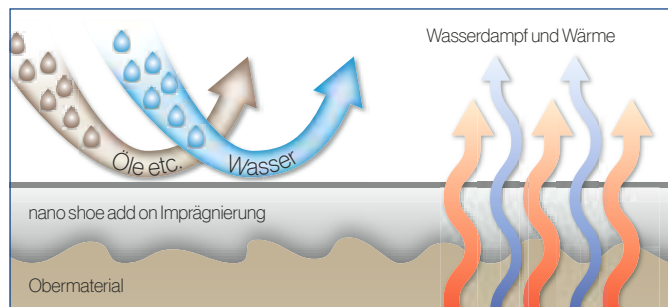 Wasserdampf und Wärme
Öle etc.
Wasser
nano shoe add on Imprägnierung
Obermaterial